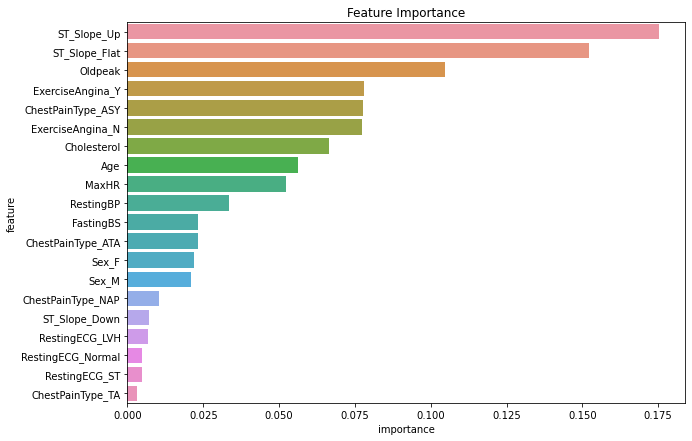 Feature Importance
ST_Slope_Up
ST_Slope_Flat
Oldpeak
ExerciseAngina_Y
ChestPainType_ASY
ExerciseAngina_N
Cholesterol
Age
MaxHR
RestingBP
FastingBS
ChestPainType_ATA
Sex_F
Sex_M
ChestPainType_NAP
ST_Slope_Down
RestingECG_LVH
RestingECG_Normal
RestingECG_ST
ChestPainType_TA
feature
0.000 0.025 0.050 0.075 0.100 0.125 0.150 0.175
importance